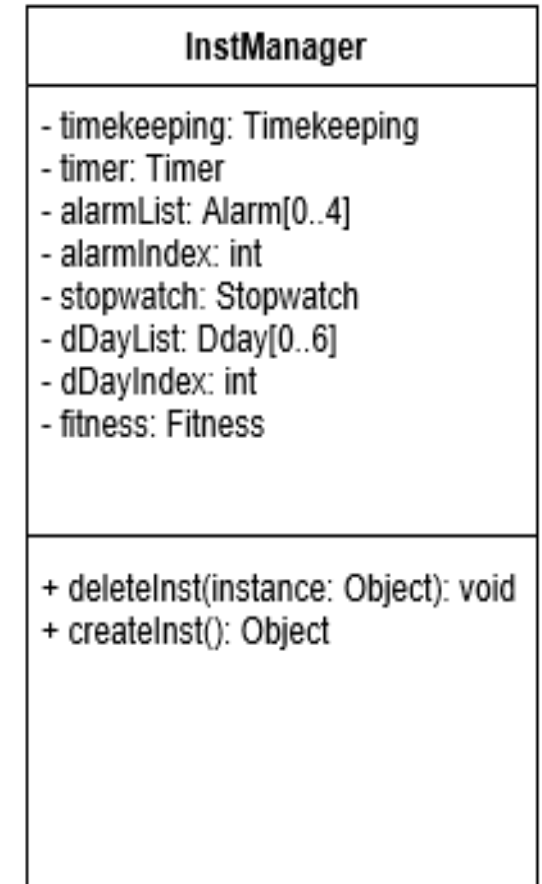 InstManager
- timekeeping: Timekeeping
- timer: Timer
- alarmList: Alarm[0..4]
- alarmIndex: int
- stopwatch: Stopwatch
- dDayList: Dday[0..6]
- dDayIndex: int
- fitness: Fitness
+ deleteInst(instance: Object): void
+ createInst(): Object